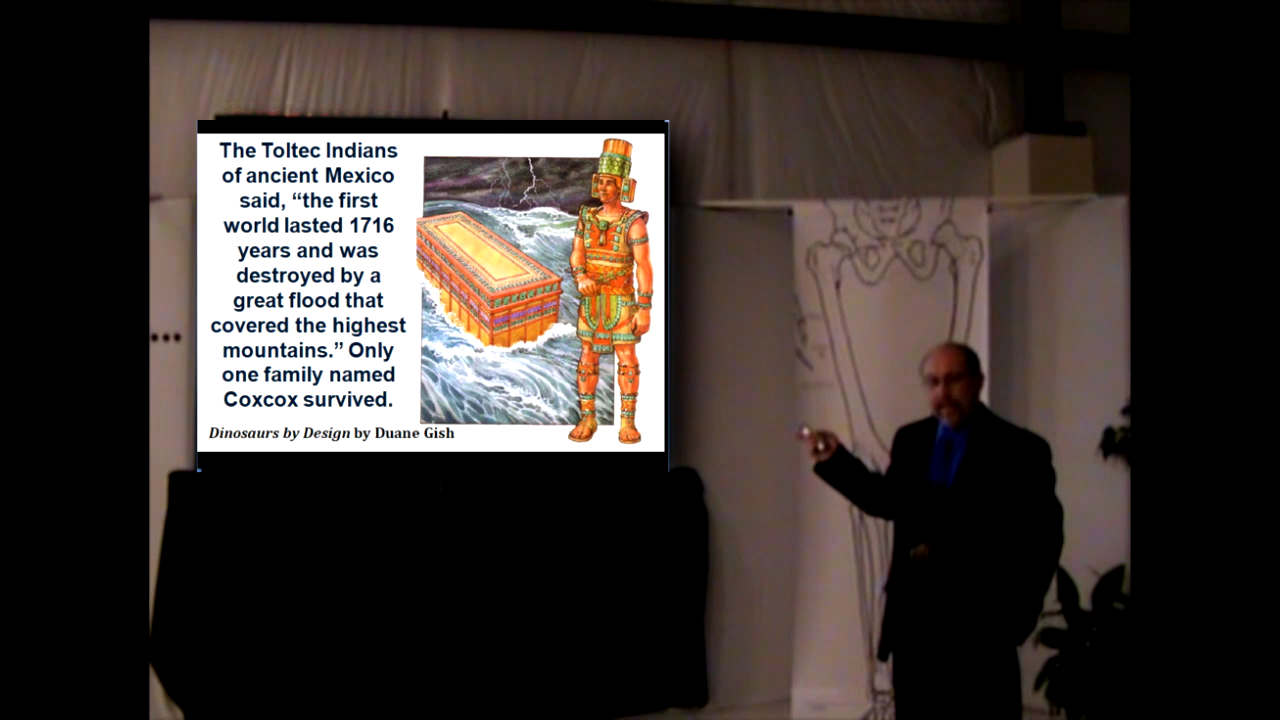 The Toltec Indians
of ancient Mexico
said, “the first
world lasted 1716
years and was
destroyed by a
great flood that
covered the highest
mountains.” Only
one family named
Coxcox survived.
Dinosaurs by Design by Duane Gish